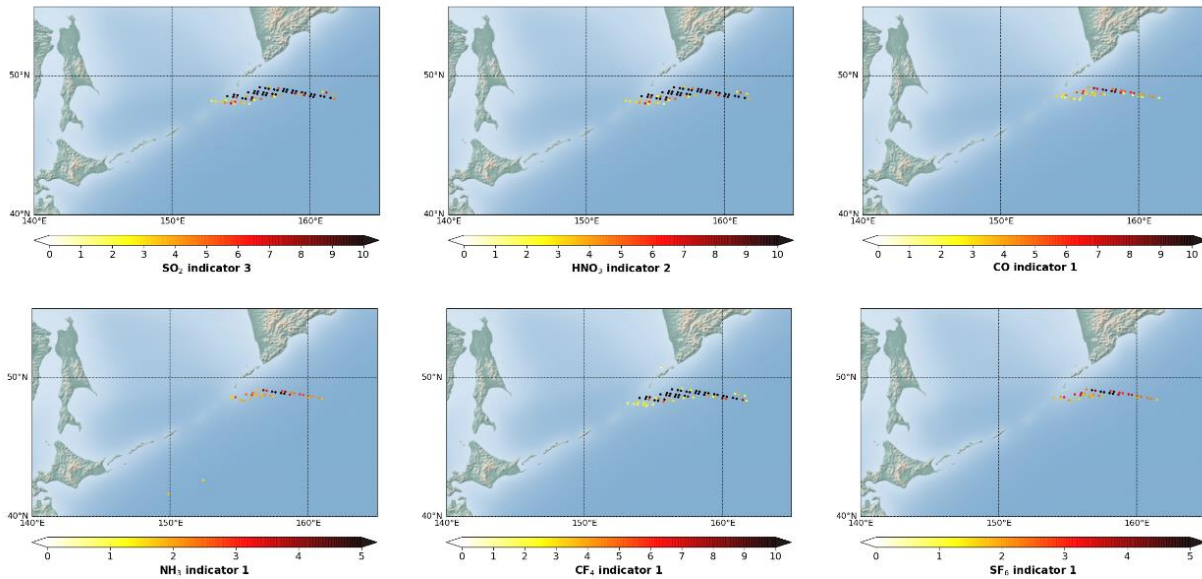 50°N
40°N
140°E 150°E 160°E
0 1 2 3 4 5 6 7 8 9 10
SO₂ indicator 3
50°N
40°N
140°E 150°E 160°E
0 1 2 3 4 5 6 7 8 9 10
HNO₃ indicator 2
50°N
40°N
140°E 150°E 160°E
0 1 2 3 4 5 6 7 8 9 10
CO indicator 1
50°N
40°N
140°E 150°E 160°E
0 1 2 3 4 5
NH₃ indicator 1
50°N
40°N
140°E 150°E 160°E
0 1 2 3 4 5 6 7 8 9 10
CF₄ indicator 1
50°N
40°N
140°E 150°E 160°E
0 1 2 3 4 5
SF₆ indicator 1